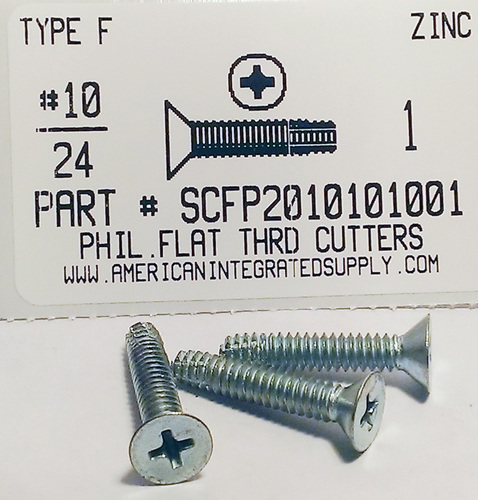 TYPE F
ZINC
#10
24
1
PART # SCFP2010101001
PHIL.FLAT THRD CUTTERS
WWW.AMERICANINTEGRATEDSUPPLY.COM